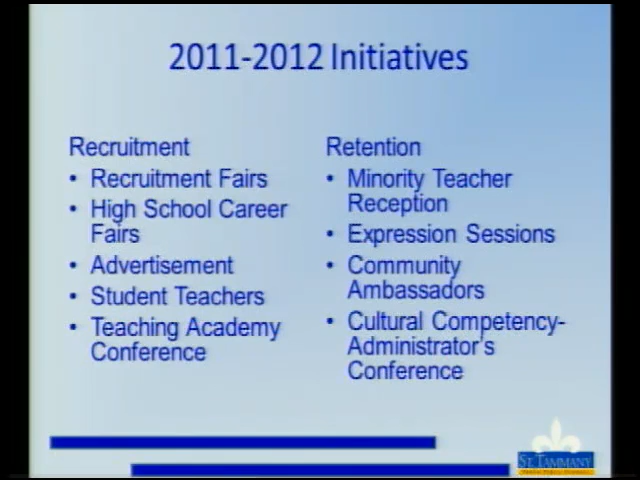 2011-2012 Initiatives
Recruitment
• Recruitment Fairs
• High School Career
Fairs
• Advertisement
• Student Teachers
• Teaching Academy
Conference
Retention
• Minority Teacher
Reception
• Expression Sessions
• Community
Ambassadors
• Cultural Competency-
Administrator's
Conference
ST. TAMMANY